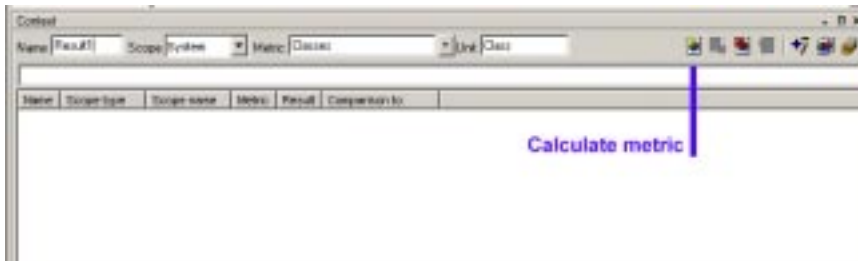 Context
Name Result1 Scope System Metric Classes Unit Class
Name Scope type Scope name Metric Result Comparison to
Calculate metric